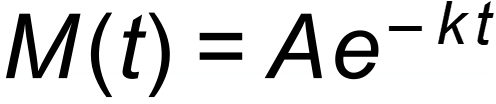 M(t) = Ae^{-kt}